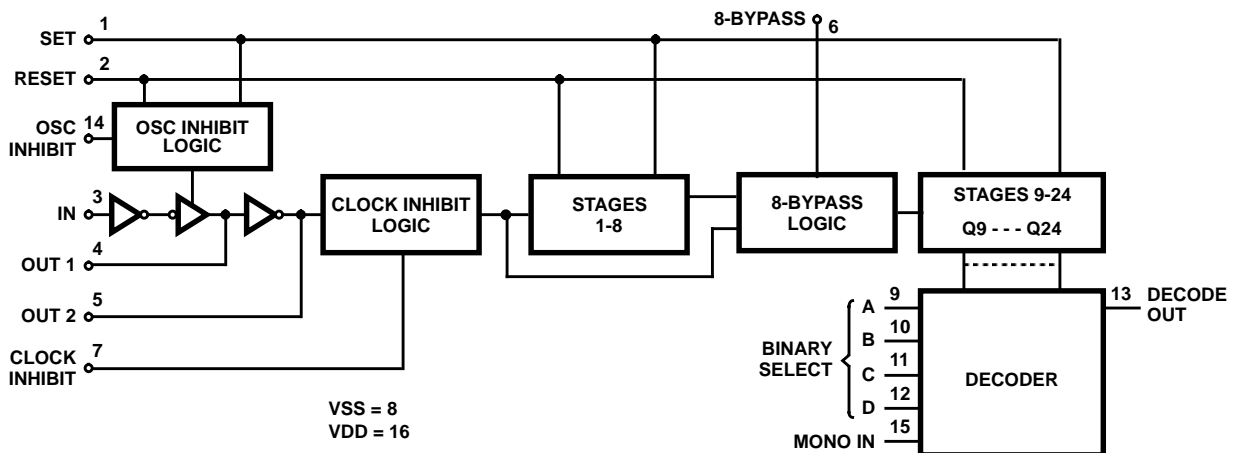 8-BYPASS
6
1
SET
2
RESET
14
OSC
INHIBIT
OSC INHIBIT
LOGIC
3
IN
CLOCK INHIBIT
LOGIC
STAGES
1-8
8-BYPASS
LOGIC
STAGES 9-24
Q9 - - - Q24
4
OUT 1
5
OUT 2
7
CLOCK
INHIBIT
VSS = 8
VDD = 16
BINARY
SELECT
A 9
B 10
C 11
D 12
MONO IN 15
DECODER
13 DECODE
OUT